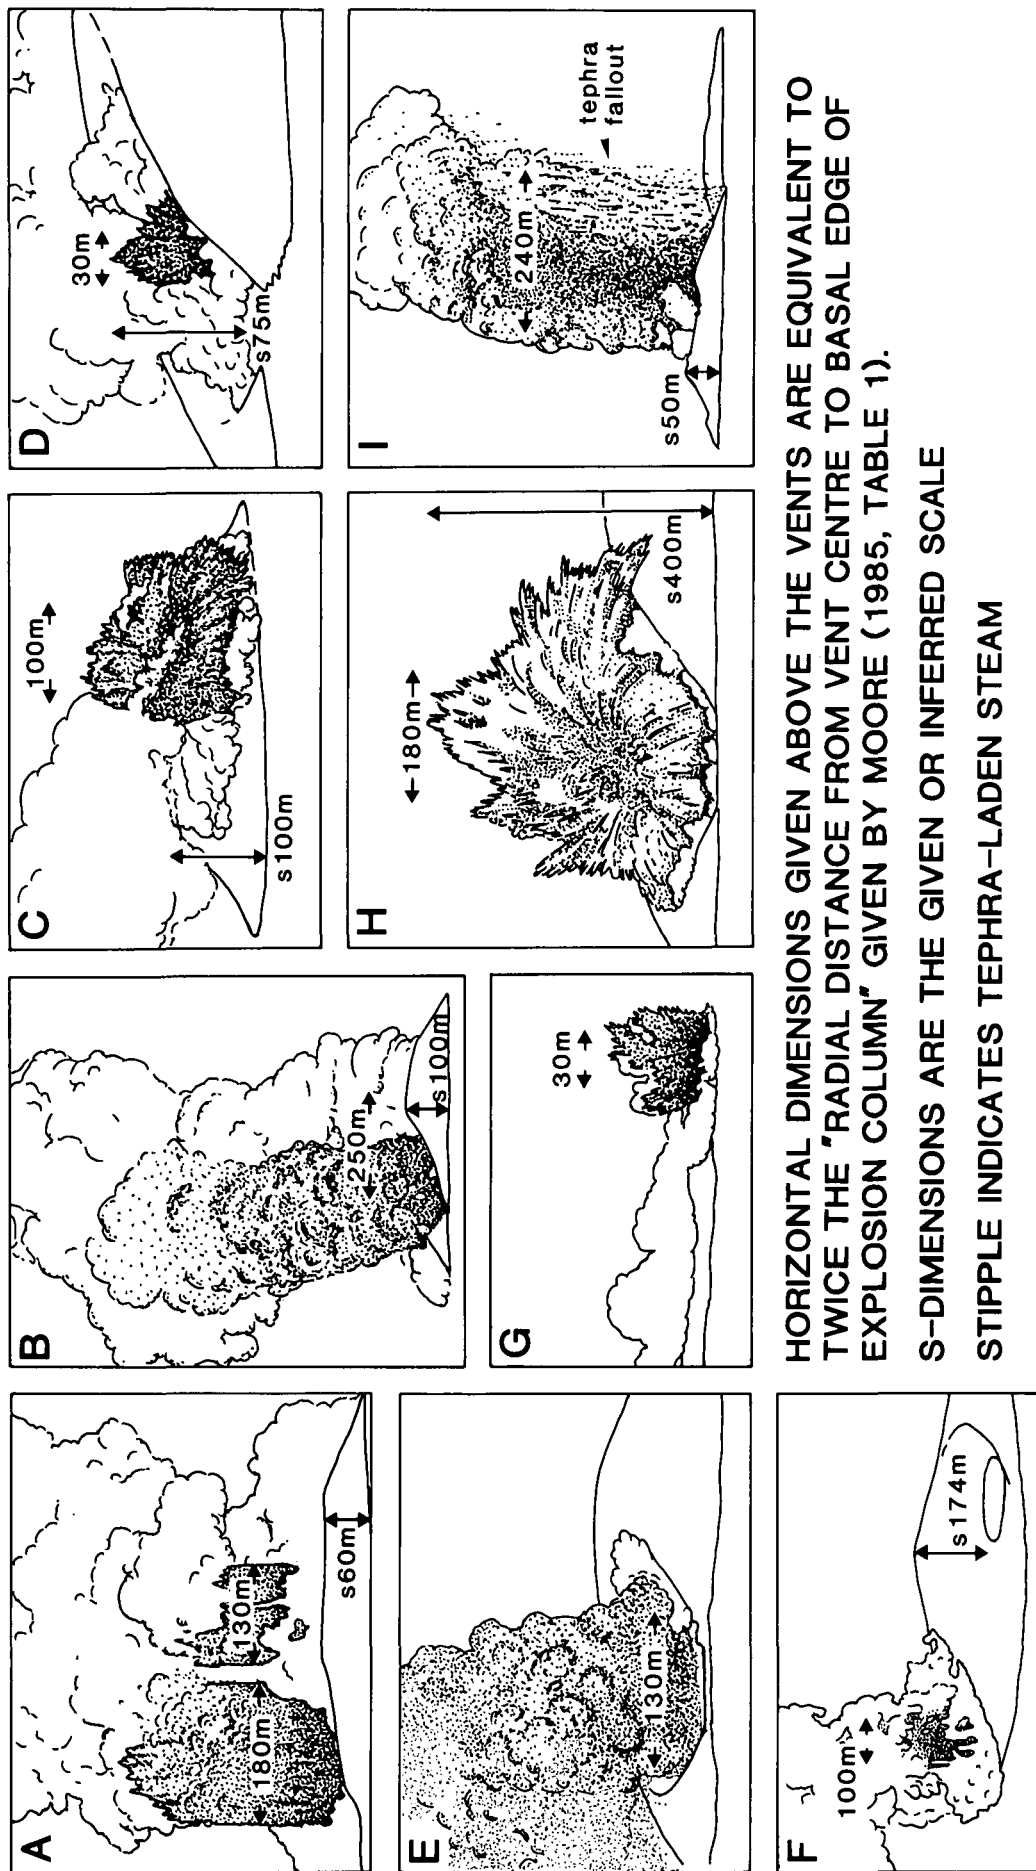 A
180m
130m
s60m
B
250m
s100m
C
100m
s100m
D
30m
s75m
E
130m
F
100m
s174m
G
30m
H
180m
s400m
I
240m
s50m
tephra
fallout
HORIZONTAL DIMENSIONS GIVEN ABOVE THE VENTS ARE EQUIVALENT TO
TWICE THE "RADIAL DISTANCE FROM VENT CENTRE TO BASAL EDGE OF
EXPLOSION COLUMN" GIVEN BY MOORE (1985, TABLE 1).
S-DIMENSIONS ARE THE GIVEN OR INFERRED SCALE
STIPPLE INDICATES TEPHRA-LADEN STEAM